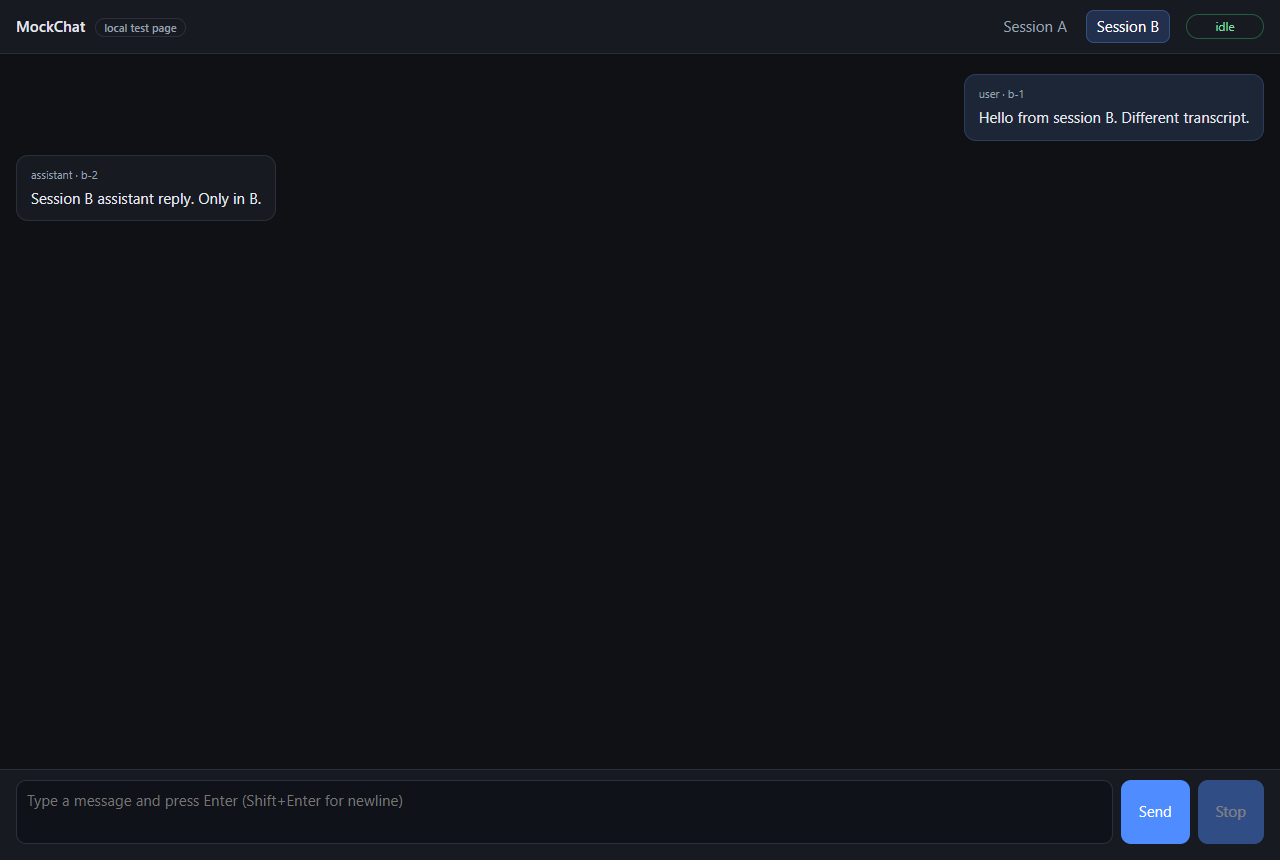 MockChat local test page Session A Session B idle
user · b-1
Hello from session B. Different transcript.
assistant · b-2
Session B assistant reply. Only in B.
Type a message and press Enter (Shift+Enter for newline) Send Stop